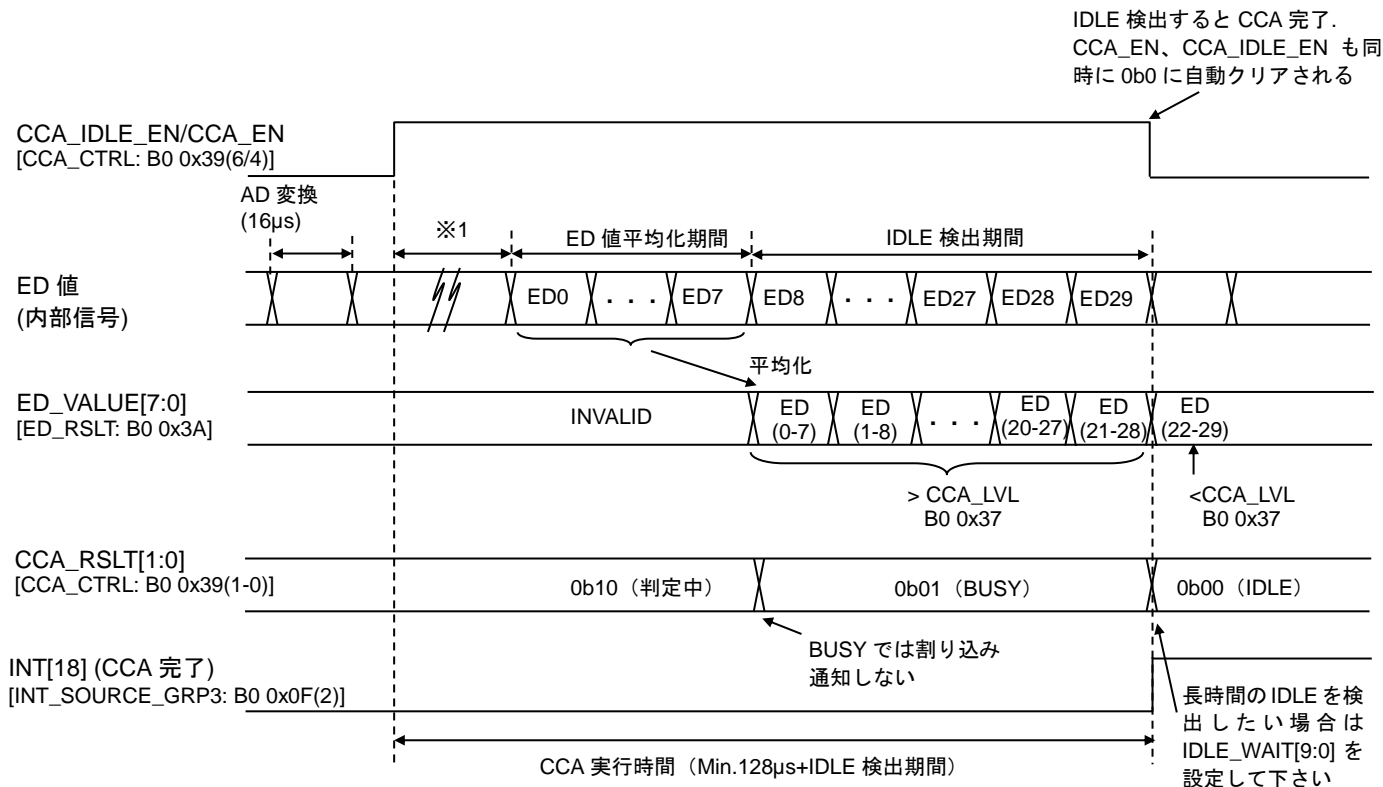 IDLE 検出すると CCA 完了.
CCA_EN、CCA_IDLE_EN も同
時に 0b0 に自動クリアされる
CCA_IDLE_EN/CCA_EN
[CCA_CTRL: B0 0x39(6/4)]
AD 変換
(16µs)
※1
ED 値平均化期間
IDLE 検出期間
ED 値
(内部信号)
ED0
・・・
ED7
ED8
・・・
ED27
ED28
ED29
平均化
ED_VALUE[7:0]
[ED_RSLT: B0 0x3A]
INVALID
ED
(0-7)
ED
(1-8)
・・・
ED
(20-27)
ED
(21-28)
ED
(22-29)
> CCA_LVL
B0 0x37
<CCA_LVL
B0 0x37
CCA_RSLT[1:0]
[CCA_CTRL: B0 0x39(1-0)]
0b10（判定中）
0b01（BUSY）
0b00（IDLE）
BUSY では割り込み
通知しない
INT[18] (CCA 完了)
[INT_SOURCE_GRP3: B0 0x0F(2)]
長時間の IDLE を検
出したい場合は
IDLE_WAIT[9:0] を
設定して下さい
CCA 実行時間（Min.128µs+IDLE 検出期間）